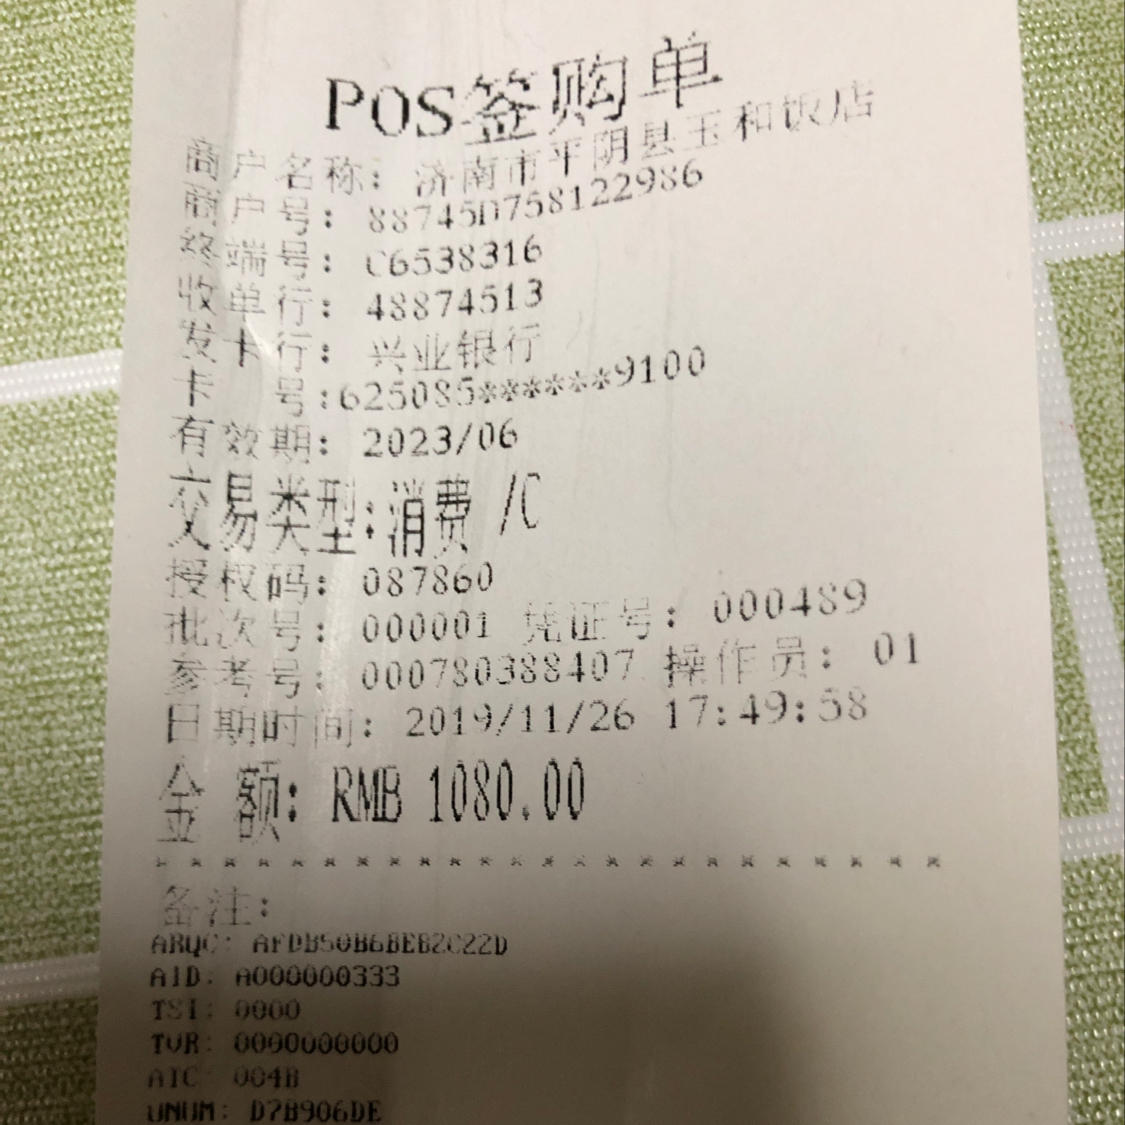 POS签购单
商户名称: 济南市平阴县玉和饭店
商户号: 88745D758122986
终端号: C6538316
收单行: 48874513
发卡行: 兴业银行
卡 号:625085******9100
有效期: 2023/06
交易类型:消费 /C
授权码: 087860
批次号: 000001 凭证号: 000489
参考号: 000780388407 操作员: 01
日期时间: 2019/11/26 17:49:58
金 额: RMB 1080.00
* * * * * * * * * * * * * * * * * * * * * * * *
备注:
ARQC: AFDB50B6BEB2C22D
AID: A000000333
TSI: 0000
TVR: 0000000000
AIC: 004B
UNUM: D7B906DE